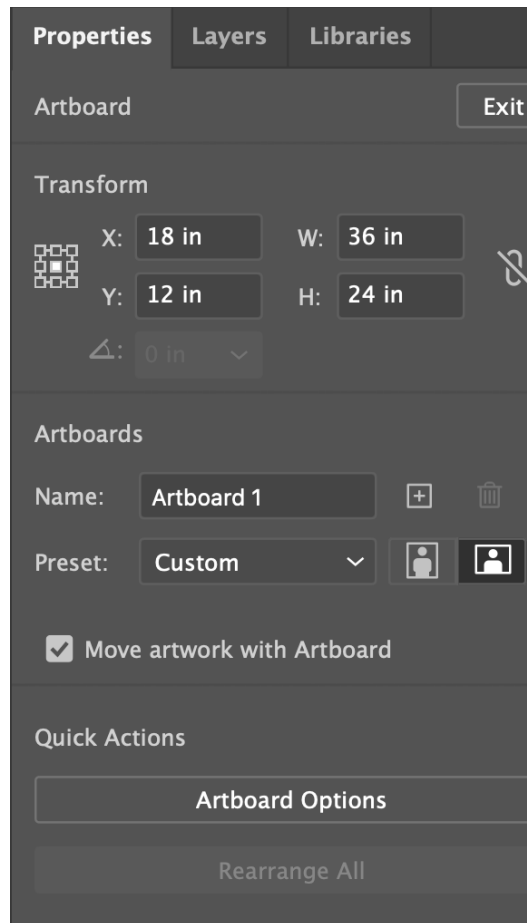 Properties Layers Libraries
Artboard Exit
Transform
X: 18 in W: 36 in
Y: 12 in H: 24 in
: 0 in
Artboards
Name: Artboard 1
Preset: Custom
Move artwork with Artboard
Quick Actions
Artboard Options
Rearrange All